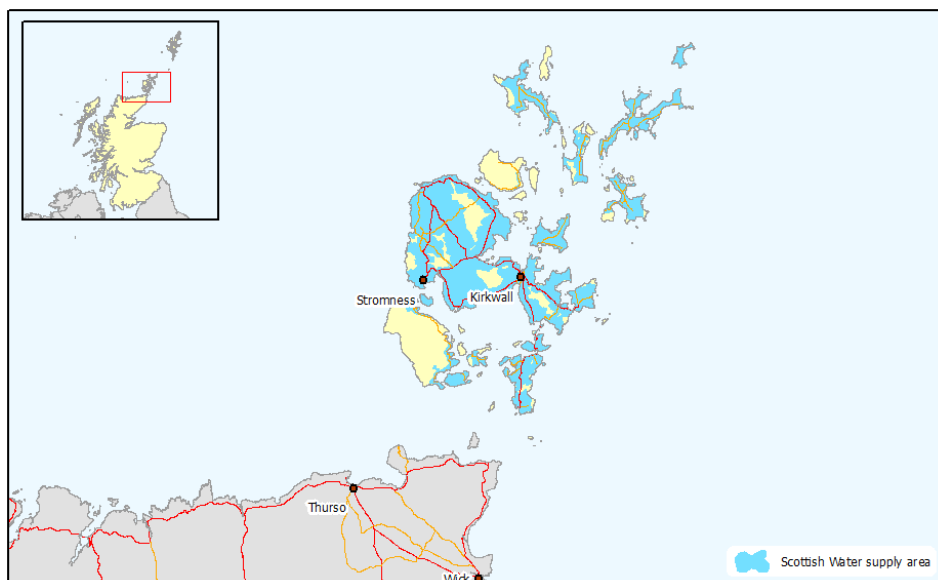 Stromness
Kirkwall
Thurso
Wick
Scottish Water supply area